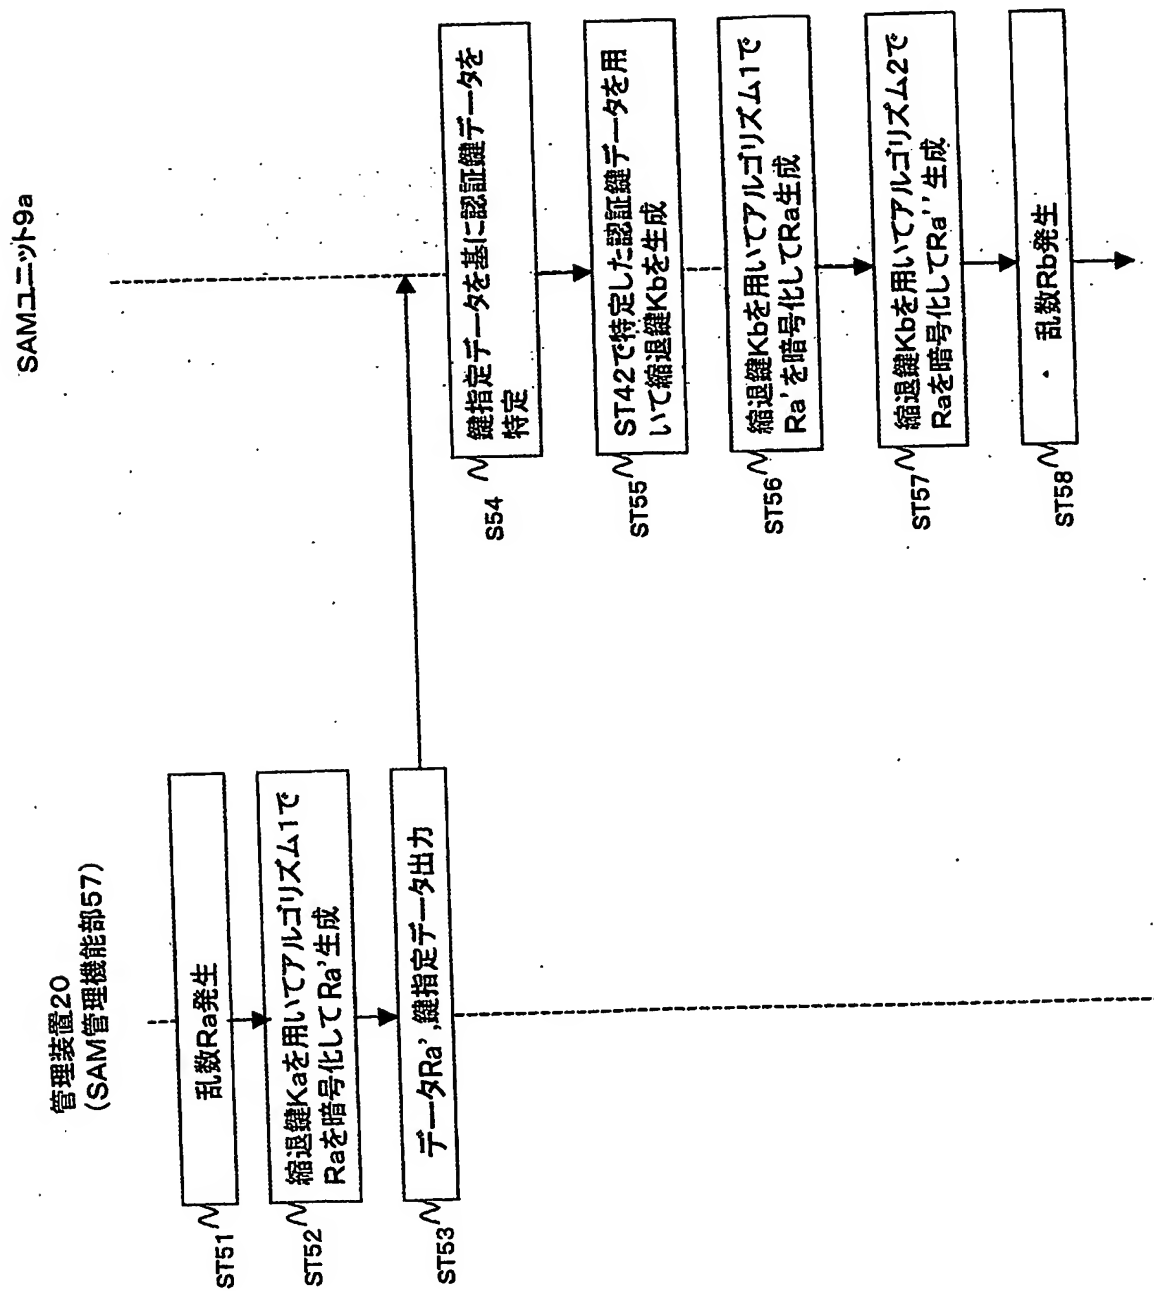 管理装置20
(SAM管理機能部57)
SAMユニット9a
ST51
乱数Ra発生
ST52
縮退鍵Kaを用いてアルゴリズム1で
Raを暗号化してRa'生成
ST53
データRa',鍵指定データ出力
S54
鍵指定データを基に認証鍵データを
特定
ST55
ST42で特定した認証鍵データを用
いて縮退鍵Kbを生成
ST56
縮退鍵Kbを用いてアルゴリズム1で
Ra'を暗号化してRa生成
ST57
縮退鍵Kbを用いてアルゴリズム2で
Raを暗号化してRa''生成
ST58
乱数Rb発生